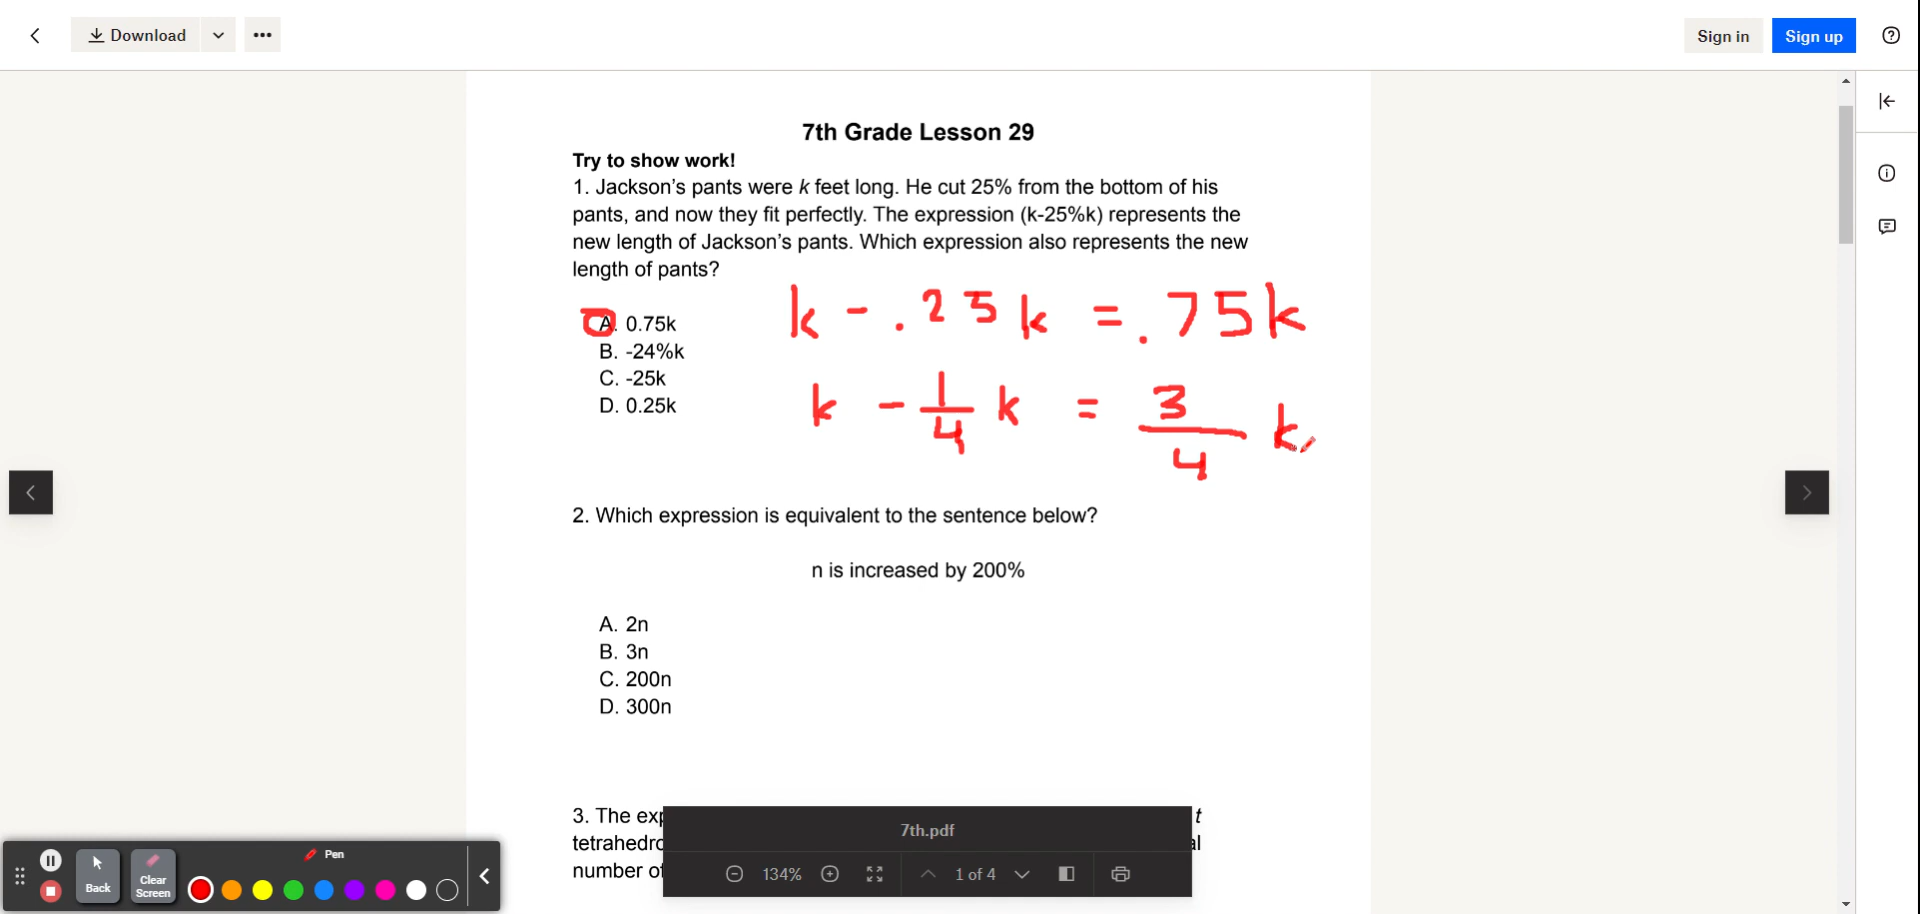 Download
Sign in
Sign up
7th Grade Lesson 29
Try to show work!
1. Jackson's pants were k feet long. He cut 25% from the bottom of his
pants, and now they fit perfectly. The expression (k-25%k) represents the
new length of Jackson's pants. Which expression also represents the new
length of pants?
A. 0.75k
B. -24%k
C. -25k
D. 0.25k
k - .25k = .75k
k - 1/4 k = 3/4 k
2. Which expression is equivalent to the sentence below?
n is increased by 200%
A. 2n
B. 3n
C. 200n
D. 300n
3. The exp t
tetrahedro al
number of
7th.pdf
134%
1 of 4
Pen
Back
Clear
Screen